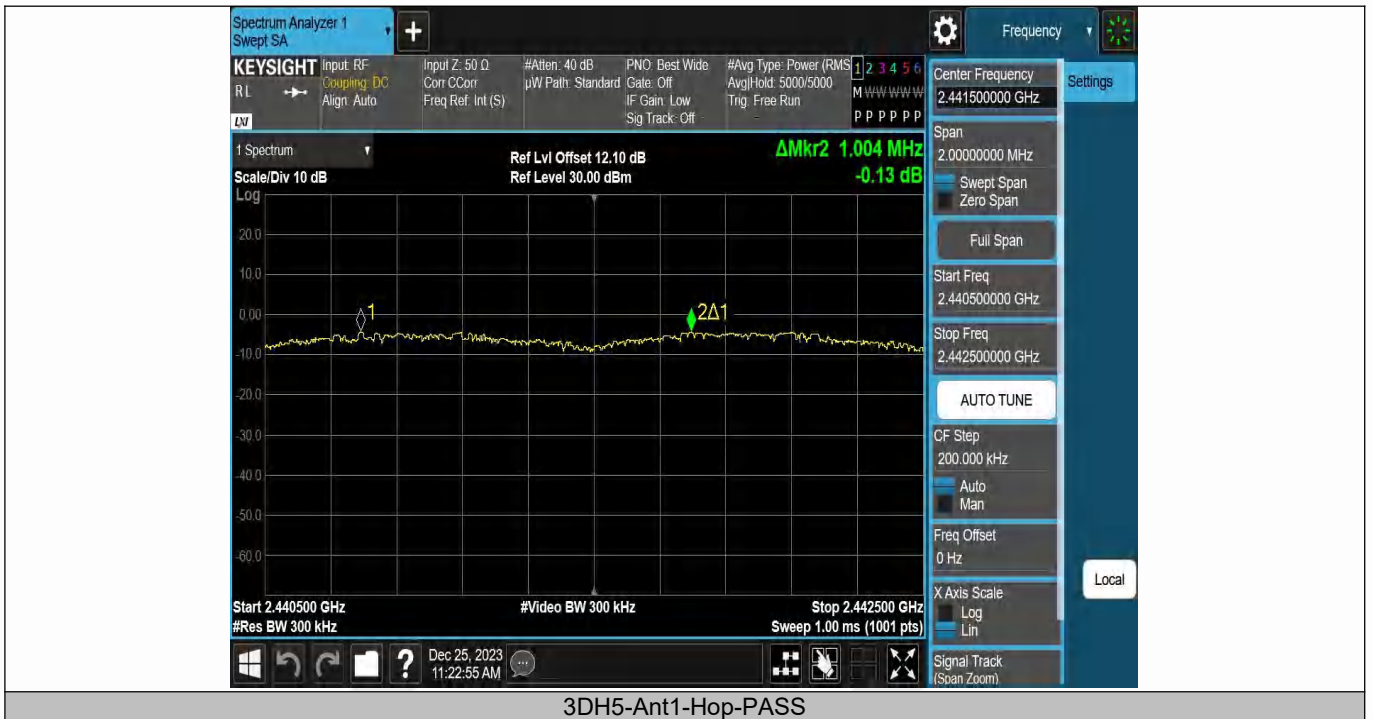 Spectrum Analyzer 1
Swept SA
Frequency
KEYSIGHT
RL
LXI
Input: RF
Coupling: DC
Align: Auto
Input Z: 50 Ω
Corr CCorr
Freq Ref: Int (S)
#Atten: 40 dB
µW Path: Standard
PNO: Best Wide
Gate: Off
IF Gain: Low
Sig Track: Off
#Avg Type: Power (RMS
Avg|Hold: 5000/5000
Trig: Free Run
1 2 3 4 5 6
M W W W W W
P P P P P P
1 Spectrum
Scale/Div 10 dB
Log
Ref Lvl Offset 12.10 dB
Ref Level 30.00 dBm
ΔMkr2 1.004 MHz
-0.13 dB
20.0
10.0
0.00
-10.0
-20.0
-30.0
-40.0
-50.0
-60.0
1
2Δ1
Start 2.440500 GHz
#Res BW 300 kHz
#Video BW 300 kHz
Stop 2.442500 GHz
Sweep 1.00 ms (1001 pts)
Center Frequency
2.441500000 GHz
Settings
Span
2.00000000 MHz
Swept Span
Zero Span
Full Span
Start Freq
2.440500000 GHz
Stop Freq
2.442500000 GHz
AUTO TUNE
CF Step
200.000 kHz
Auto
Man
Freq Offset
0 Hz
X Axis Scale
Log
Lin
Signal Track
(Span Zoom)
Local
?
Dec 25, 2023
11:22:55 AM
3DH5-Ant1-Hop-PASS